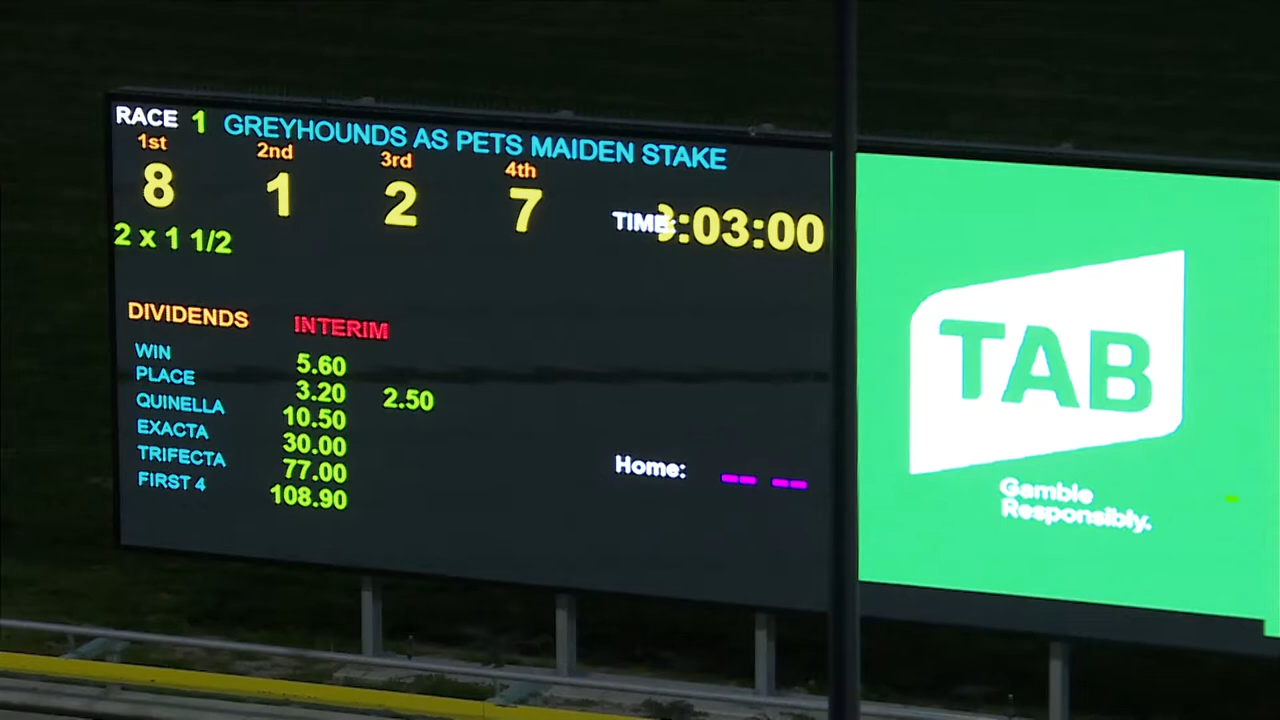 RACE 1 GREYHOUNDS AS PETS MAIDEN STAKE
1st 2nd 3rd 4th
8 1 2 7
TIME :03:00
2 x 1 1/2
DIVIDENDS INTERIM
WIN 5.60
PLACE 3.20 2.50
QUINELLA 10.50
EXACTA 30.00
TRIFECTA 77.00
FIRST 4 108.90
Home: -- --
TAB
Gamble
Responsibly.